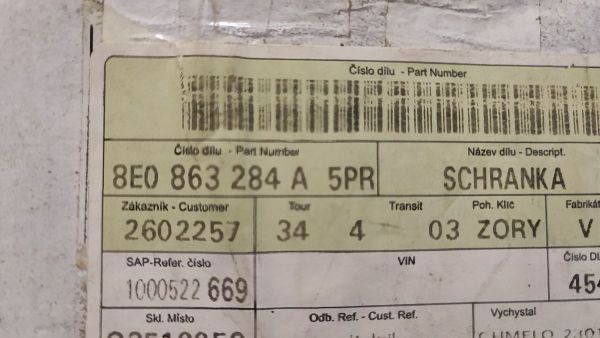 Číslo dílu - Part Number
Číslo dílu - Part Number Název dílu - Descript.
8E0 863 284 A 5PR SCHRANKA
Zákazník - Customer Tour Transit Poh. Klíč Fabrikát
2602257 34 4 03 ZORY V
SAP-Refer. číslo VIN Číslo DL
1000522 669 454
Skl. Místo Odb. Ref. - Cust. Ref. Vychystal